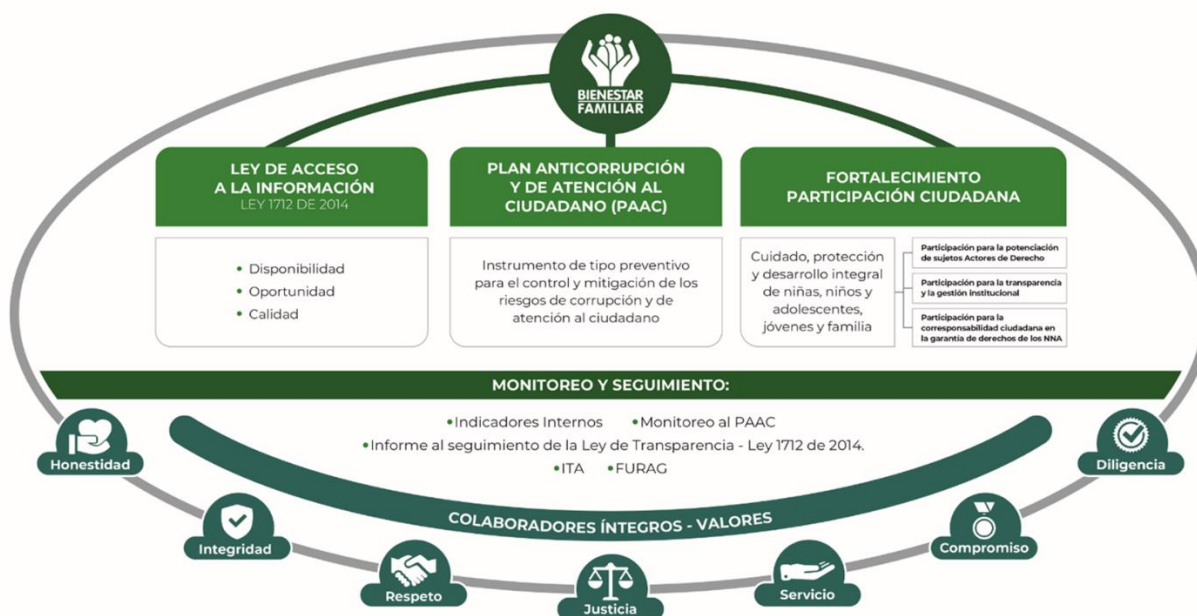 BIENESTAR
FAMILIAR
LEY DE ACCESO
A LA INFORMACIÓN
LEY 1712 DE 2014
• Disponibilidad
• Oportunidad
• Calidad
PLAN ANTICORRUPCIÓN
Y DE ATENCIÓN AL
CIUDADANO (PAAC)
Instrumento de tipo preventivo
para el control y mitigación de los
riesgos de corrupción y de
atención al ciudadano
FORTALECIMIENTO
PARTICIPACIÓN CIUDADANA
Cuidado, protección
y desarrollo integral
de niñas, niños y
adolescentes,
jóvenes y familia
Participación para la potenciación
de sujetos Actores de Derecho
Participación para la transparencia
y la gestión institucional
Participación para la
corresponsabilidad ciudadana en
la garantía de derechos de los NNA
MONITOREO Y SEGUIMIENTO:
•Indicadores Internos •Monitoreo al PAAC
•Informe al seguimiento de la Ley de Transparencia - Ley 1712 de 2014.
•ITA •FURAG
COLABORADORES ÍNTEGROS - VALORES
Honestidad
Integridad
Respeto
Justicia
Servicio
Compromiso
Diligencia